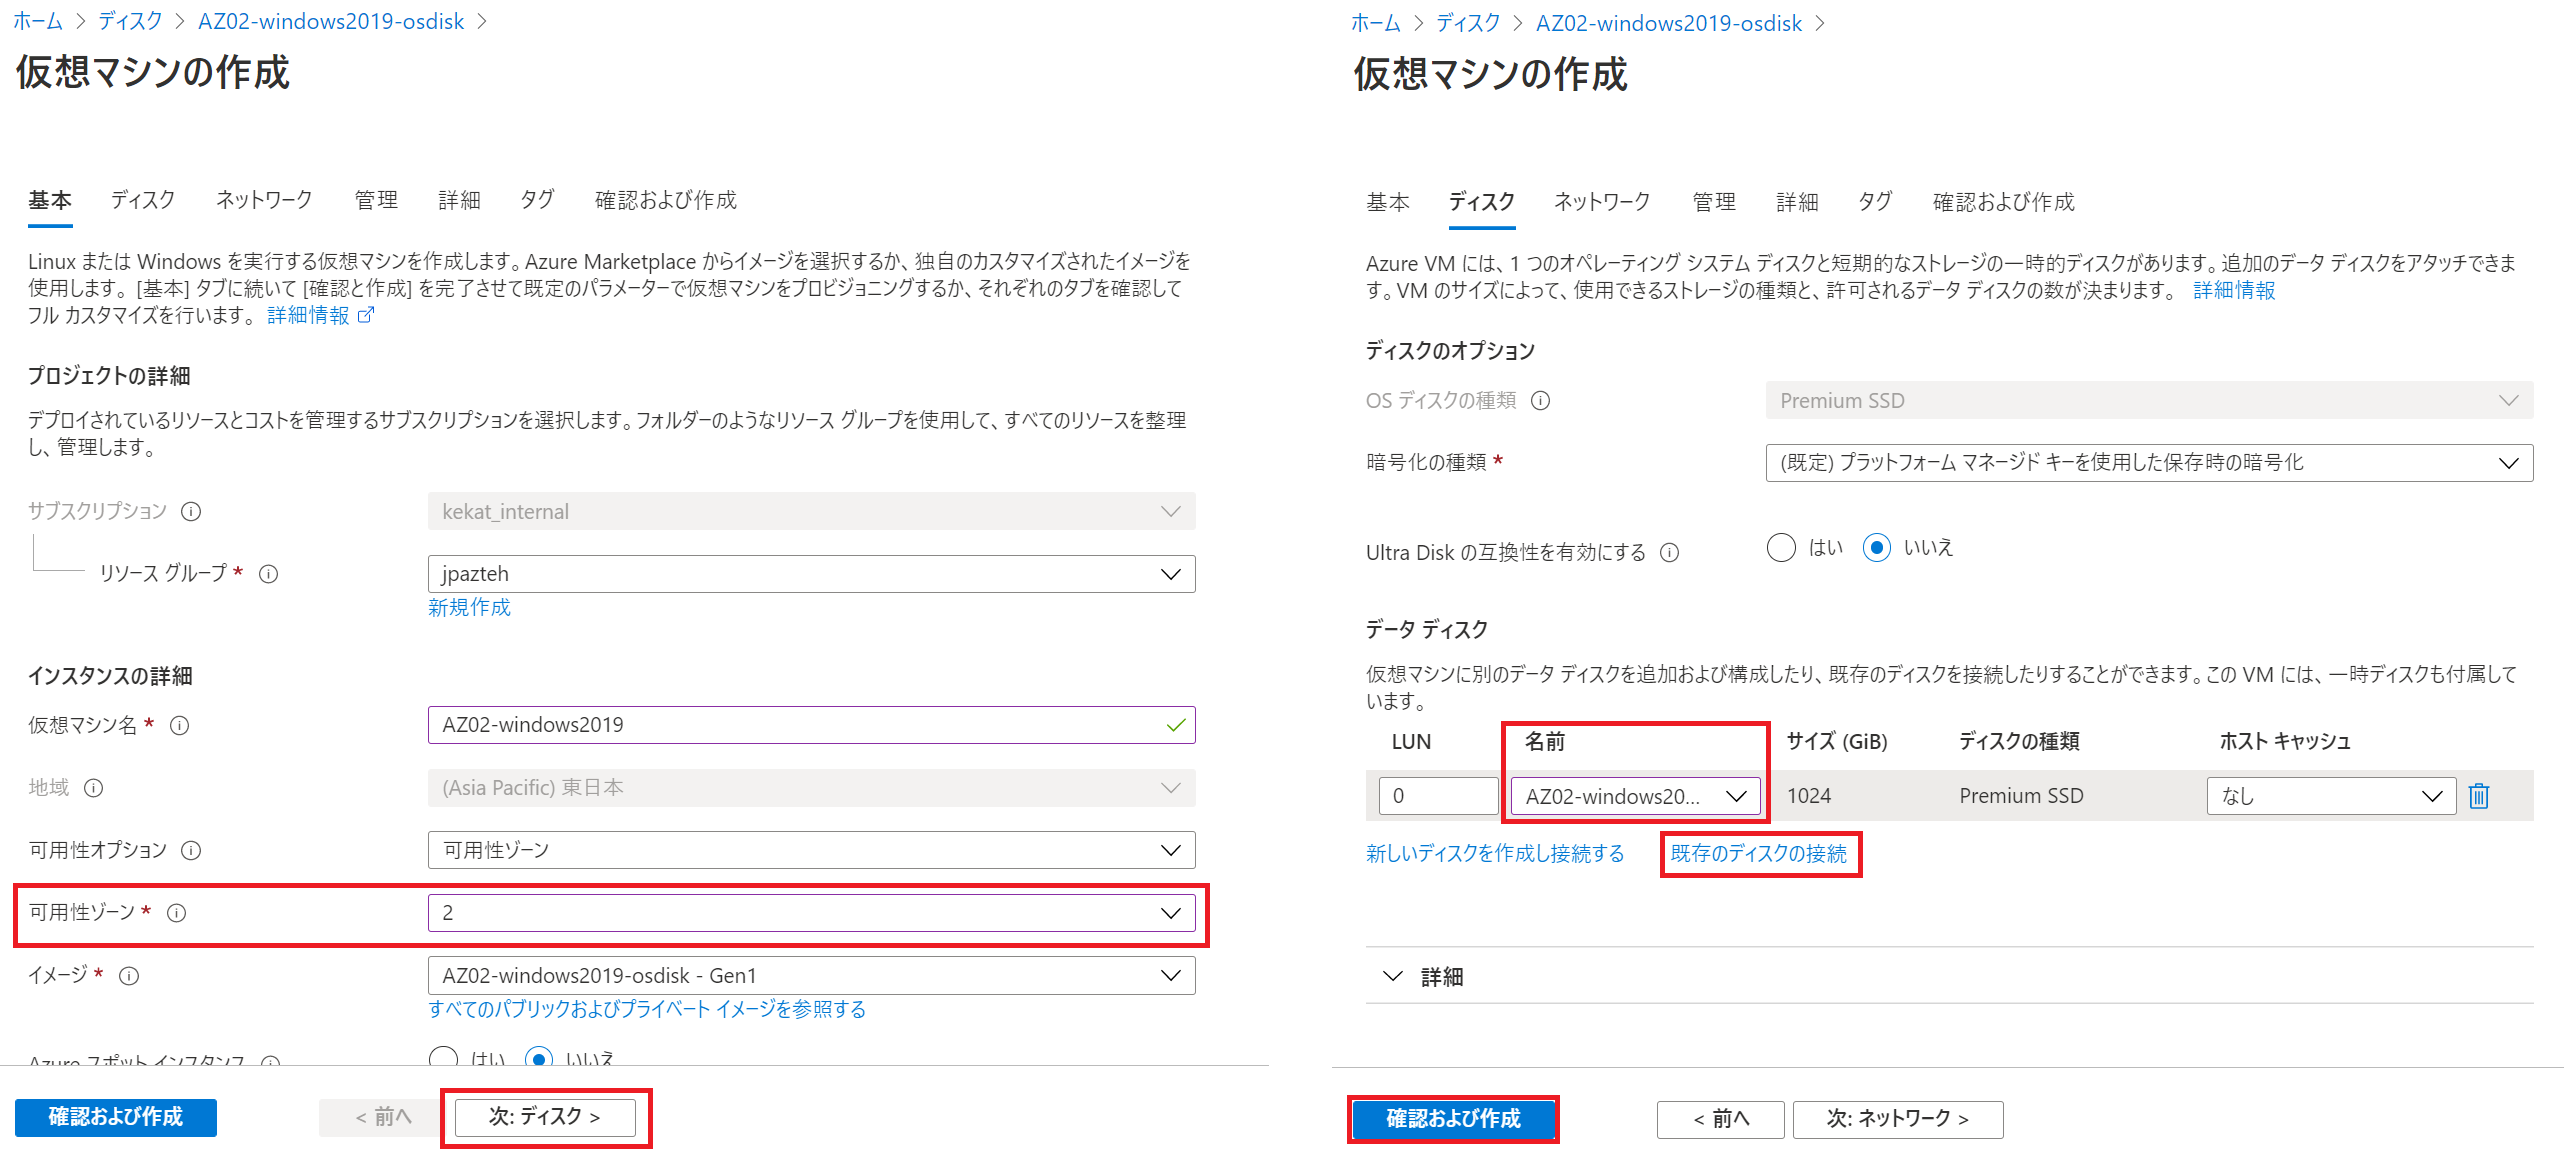 ホーム > ディスク > AZ02-windows2019-osdisk >
仮想マシンの作成
基本 ディスク ネットワーク 管理 詳細 タグ 確認および作成
Linux または Windows を実行する仮想マシンを作成します。Azure Marketplace からイメージを選択するか、独自のカスタマイズされたイメージを
使用します。 [基本] タブに続いて [確認と作成] を完了させて既定のパラメーターで仮想マシンをプロビジョニングするか、それぞれのタブを確認して
フル カスタマイズを行います。 詳細情報
プロジェクトの詳細
デプロイされているリソースとコストを管理するサブスクリプションを選択します。フォルダーのようなリソース グループを使用して、すべてのリソースを整理
し、管理します。
サブスクリプション kekat_internal
リソース グループ * jpazteh
新規作成
インスタンスの詳細
仮想マシン名 * AZ02-windows2019
地域 (Asia Pacific) 東日本
可用性オプション 可用性ゾーン
可用性ゾーン * 2
イメージ * AZ02-windows2019-osdisk - Gen1
すべてのパブリックおよびプライベート イメージを参照する
Azure スポット インスタンス はい いいえ
確認および作成 < 前へ 次: ディスク >
ホーム > ディスク > AZ02-windows2019-osdisk >
仮想マシンの作成
基本 ディスク ネットワーク 管理 詳細 タグ 確認および作成
Azure VM には、1 つのオペレーティング システム ディスクと短期的なストレージの一時的ディスクがあります。追加のデータ ディスクをアタッチできま
す。VM のサイズによって、使用できるストレージの種類と、許可されるデータ ディスクの数が決まります。 詳細情報
ディスクのオプション
OS ディスクの種類 Premium SSD
暗号化の種類 * (既定) プラットフォーム マネージド キーを使用した保存時の暗号化
Ultra Disk の互換性を有効にする はい いいえ
データ ディスク
仮想マシンに別のデータ ディスクを追加および構成したり、既存のディスクを接続したりすることができます。この VM には、一時ディスクも付属して
います。
LUN 名前 サイズ (GiB) ディスクの種類 ホスト キャッシュ
0 AZ02-windows20... 1024 Premium SSD なし
新しいディスクを作成し接続する 既存のディスクの接続
詳細
確認および作成 < 前へ 次: ネットワーク >